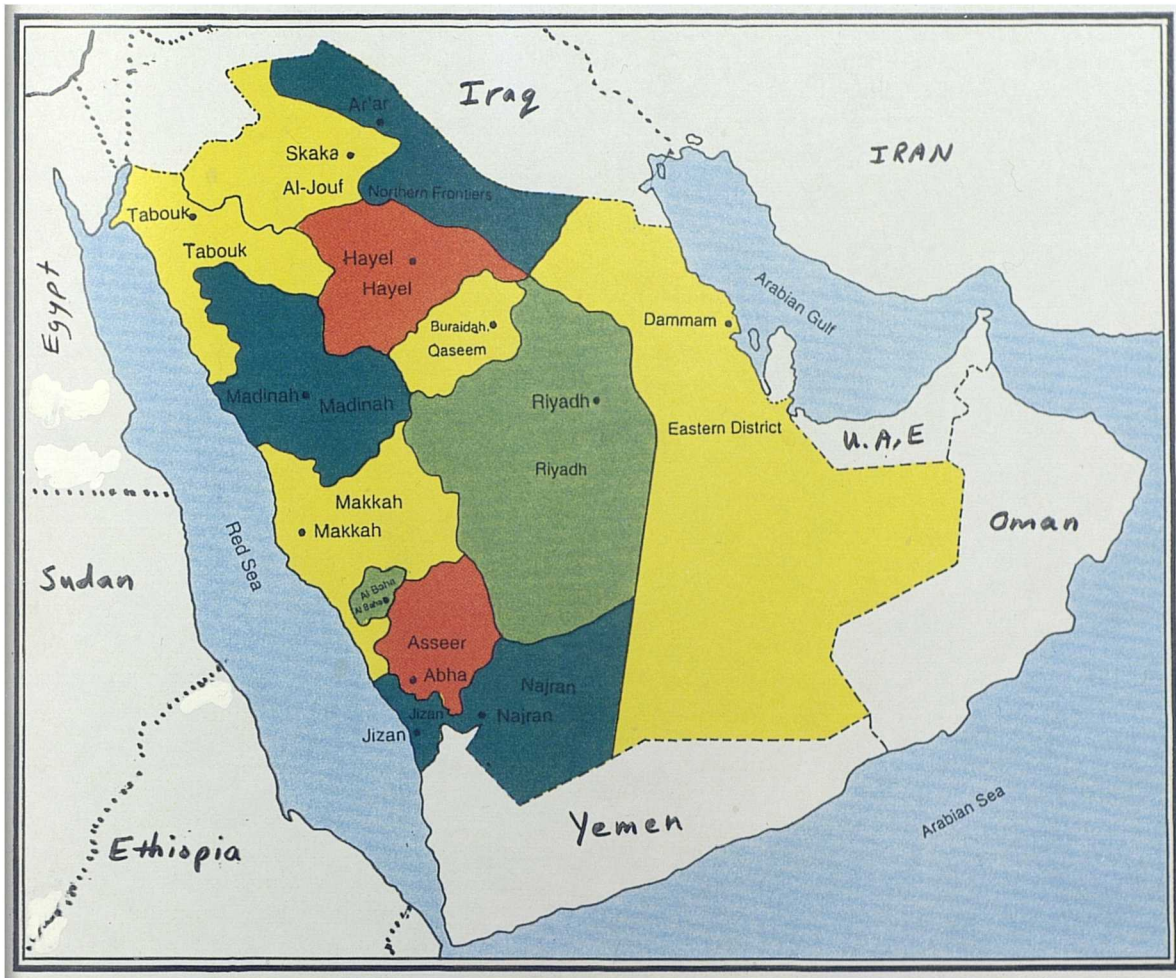 Iraq
Ar'ar
IRAN
Skaka
Al-Jouf
Northern Frontiers
Tabouk
Tabouk
Hayel
Hayel
Egypt
Arabian Gulf
Dammam
Buraidah.
Qaseem
Madinah
Madinah
Riyadh
Eastern District
U.A,E
Riyadh
Makkah
Makkah
Oman
Red Sea
Sudan
Al Baha
Al Baha
Asseer
Abha
Najran
Jizan
Najran
Jizan
Yemen
Arabian Sea
Ethiopia